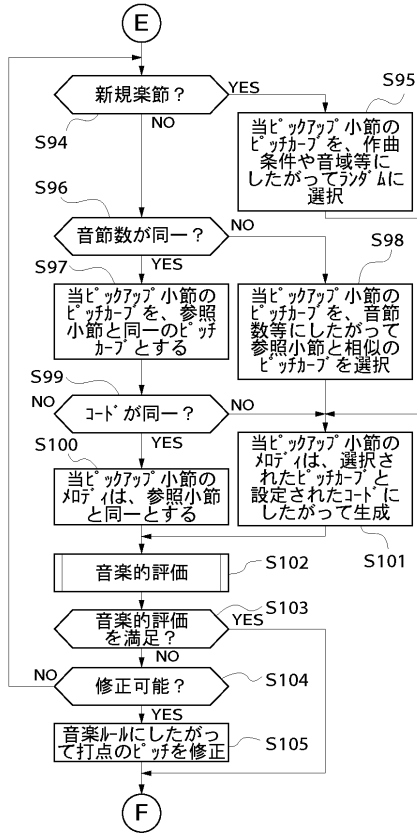 E
新規楽節？
YES
S95
S94
NO
当ﾋﾟｯｸｱｯﾌﾟ小節の
ﾋﾟｯﾁｶｰﾌﾞを、作曲
条件や音域等に
したがってﾗﾝﾀﾞﾑに
選択
S96
音節数が同一？
NO
YES
S97
S98
当ﾋﾟｯｸｱｯﾌﾟ小節の
ﾋﾟｯﾁｶｰﾌﾞを、参照
小節と同一のﾋﾟｯﾁ
ｶｰﾌﾞとする
当ﾋﾟｯｸｱｯﾌﾟ小節の
ﾋﾟｯﾁｶｰﾌﾞを、音節
数等にしたがって
参照小節と相似の
ﾋﾟｯﾁｶｰﾌﾞを選択
S99
NO
ｺｰﾄﾞが同一？
NO
YES
S100
当ﾋﾟｯｸｱｯﾌﾟ小節の
ﾒﾛﾃﾞｨは、参照小節
と同一とする
当ﾋﾟｯｸｱｯﾌﾟ小節の
ﾒﾛﾃﾞｨは、選択さ
れたﾋﾟｯﾁｶｰﾌﾞと
設定されたｺｰﾄﾞに
したがって生成
S101
音楽的評価
S102
音楽的評価
を満足？
S103
YES
NO
NO
修正可能？
S104
YES
音楽ﾙｰﾙにしたがっ
て打点のﾋﾟｯﾁを修正
S105
F